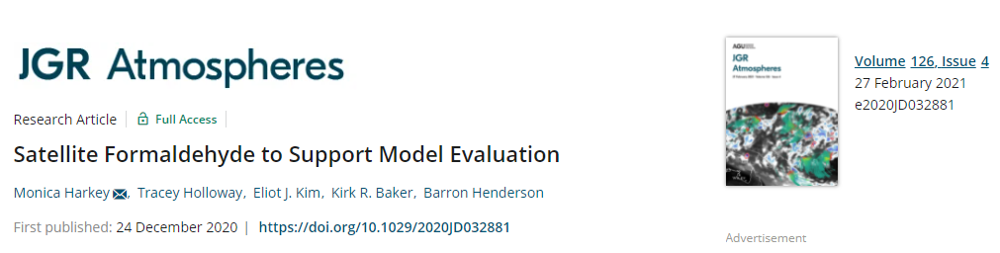 JGR Atmospheres
Research Article
Full Access
Satellite Formaldehyde to Support Model Evaluation
Monica Harkey, Tracey Holloway, Eliot J. Kim, Kirk R. Baker, Barron Henderson
First published: 24 December 2020 | https://doi.org/10.1029/2020JD032881
AGU
JGR
Atmospheres
Volume 126, Issue 4
27 February 2021
e2020JD032881
Advertisement